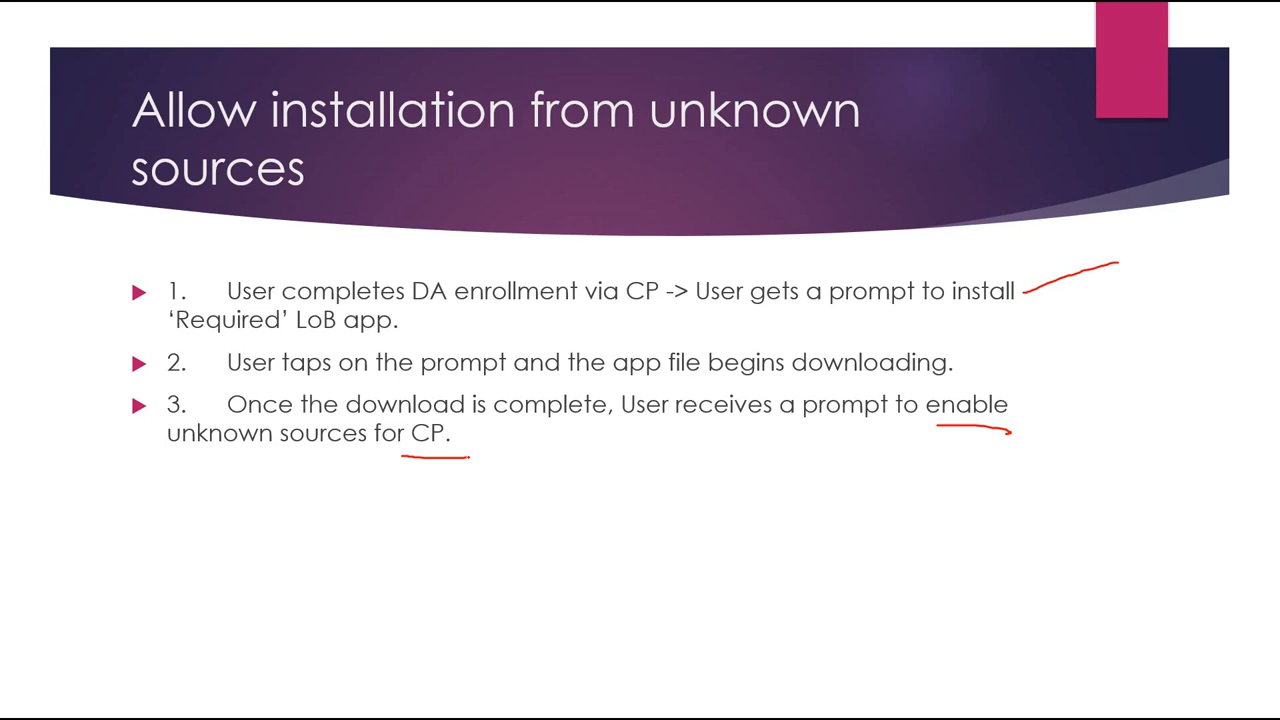 Allow installation from unknown
sources
1. User completes DA enrollment via CP -> User gets a prompt to install
‘Required’ LoB app.
2. User taps on the prompt and the app file begins downloading.
3. Once the download is complete, User receives a prompt to enable
unknown sources for CP.